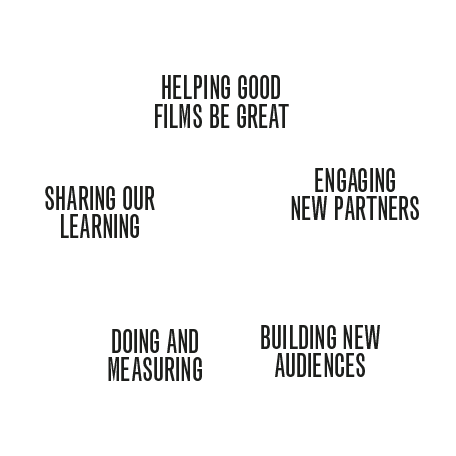 HELPING GOOD
FILMS BE GREAT
ENGAGING
NEW PARTNERS
SHARING OUR
LEARNING
BUILDING NEW
AUDIENCES
DOING AND
MEASURING